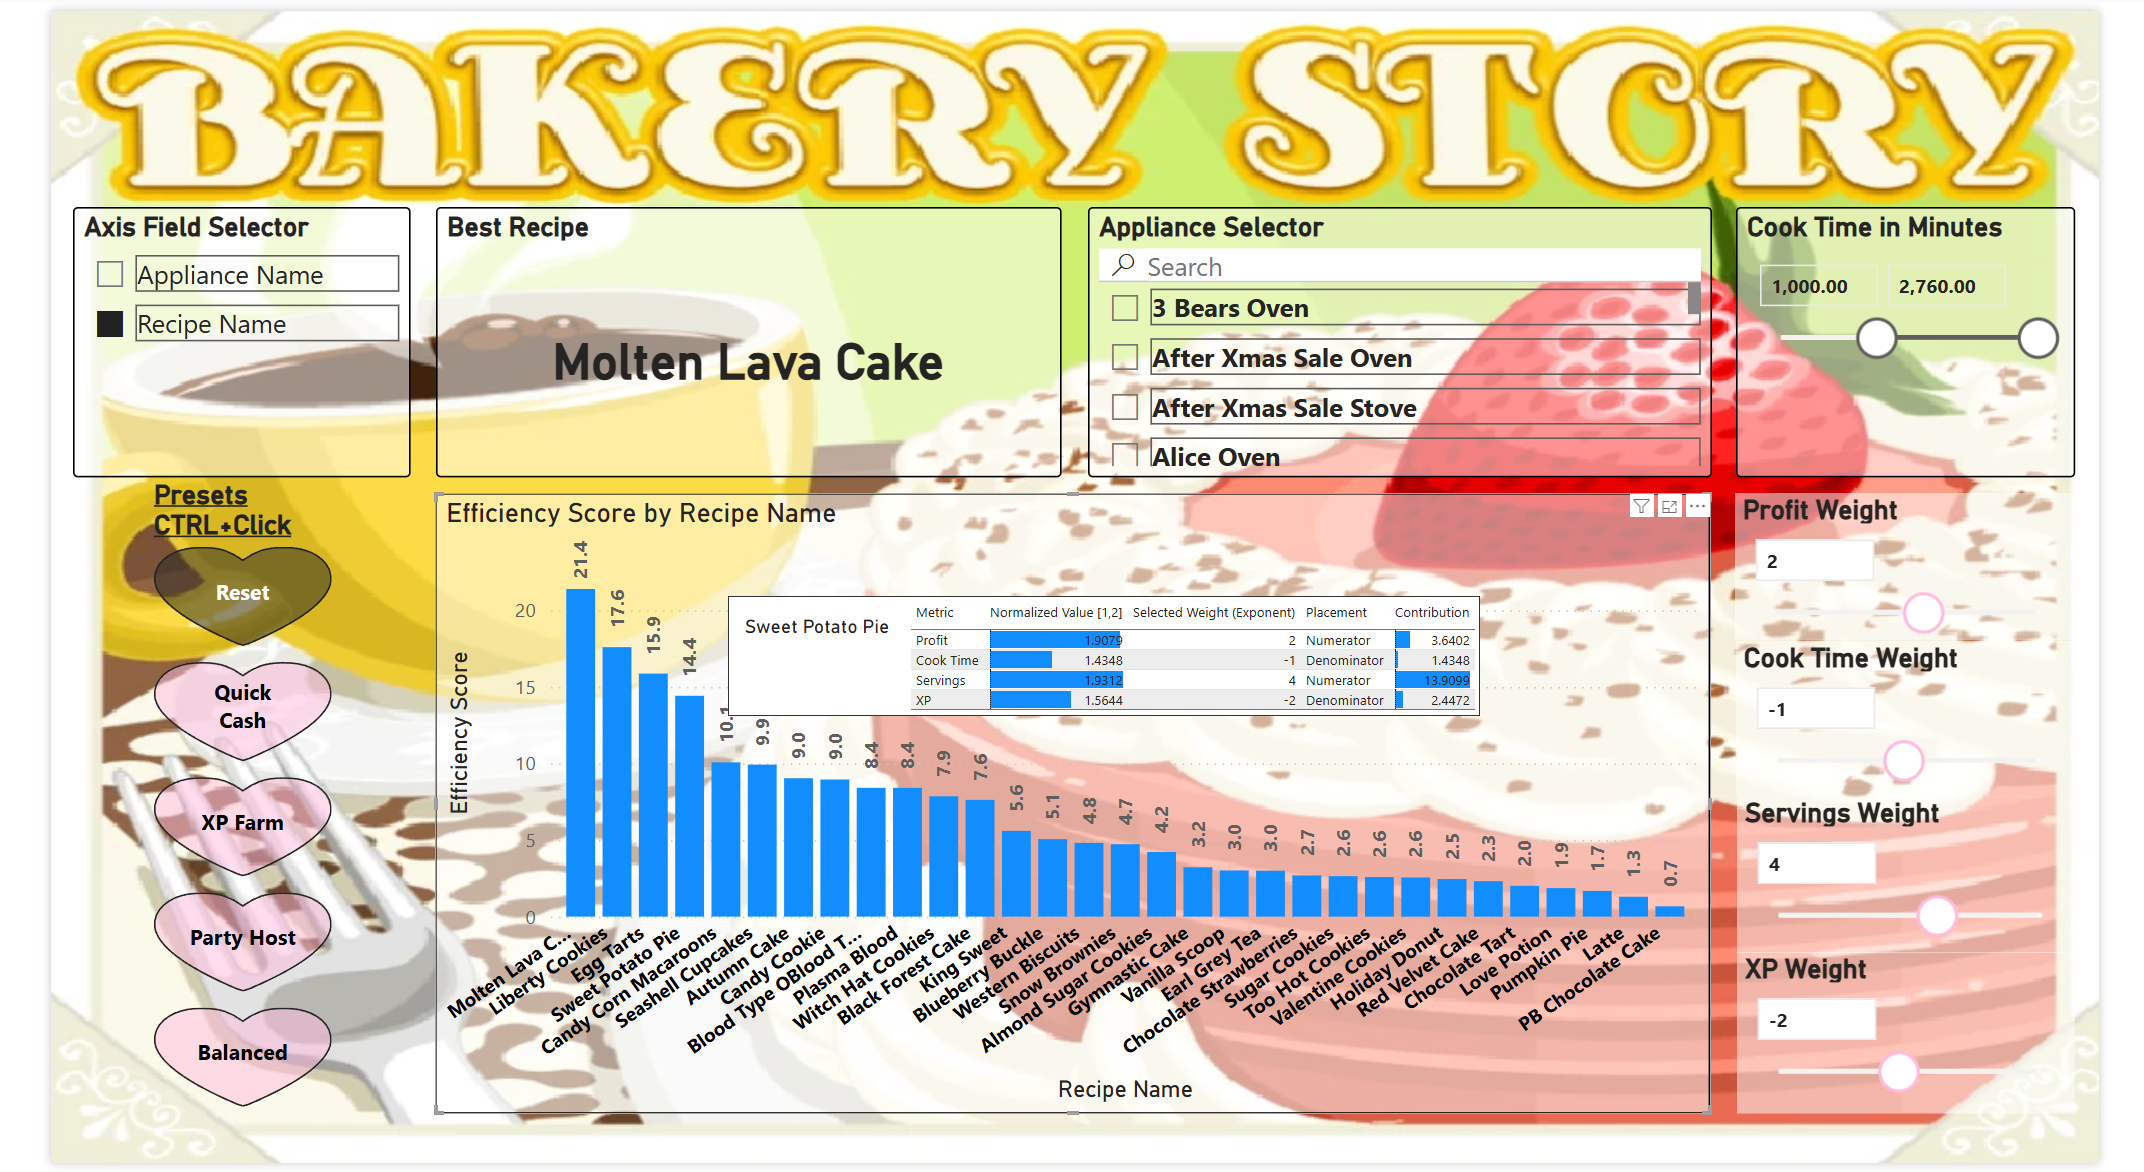 BAKERY STORY
Axis Field Selector
Appliance Name
Recipe Name
Best Recipe
Molten Lava Cake
Appliance Selector
Search
3 Bears Oven
After Xmas Sale Oven
After Xmas Sale Stove
Alice Oven
Cook Time in Minutes
1,000.00 2,760.00
Presets
CTRL+Click
Reset
Quick
Cash
XP Farm
Party Host
Balanced
Efficiency Score by Recipe Name
Efficiency Score
20
15
10
5
0
21.4 17.6 15.9 14.4 10.1 9.9 9.0 9.0 8.4 8.4 7.9 7.6 5.6 5.1 4.8 4.7 4.2 3.2 3.0 3.0 2.7 2.6 2.6 2.6 2.5 2.3 2.0 1.9 1.7 1.3 0.7
Sweet Potato Pie
Metric Normalized Value [1,2] Selected Weight (Exponent) Placement Contribution
Profit 1.9079 2 Numerator 3.6402
Cook Time 1.4348 -1 Denominator 1.4348
Servings 1.9312 4 Numerator 13.9099
XP 1.5644 -2 Denominator 2.4472
Molten Lava C...
Liberty Cookies
Egg Tarts
Sweet Potato Pie
Candy Corn Macaroons
Seashell Cupcakes
Autumn Cake
Candy Cookie
Blood Type OBlood T...
Plasma Blood
Witch Hat Cookies
Black Forest Cake
King Sweet
Blueberry Buckle
Western Biscuits
Snow Brownies
Almond Sugar Cookies
Gymnastic Cake
Vanilla Scoop
Earl Grey Tea
Chocolate Strawberries
Sugar Cookies
Too Hot Cookies
Valentine Cookies
Holiday Donut
Red Velvet Cake
Chocolate Tart
Love Potion
Pumpkin Pie
Latte
PB Chocolate Cake
Recipe Name
Profit Weight
2
Cook Time Weight
-1
Servings Weight
4
XP Weight
-2